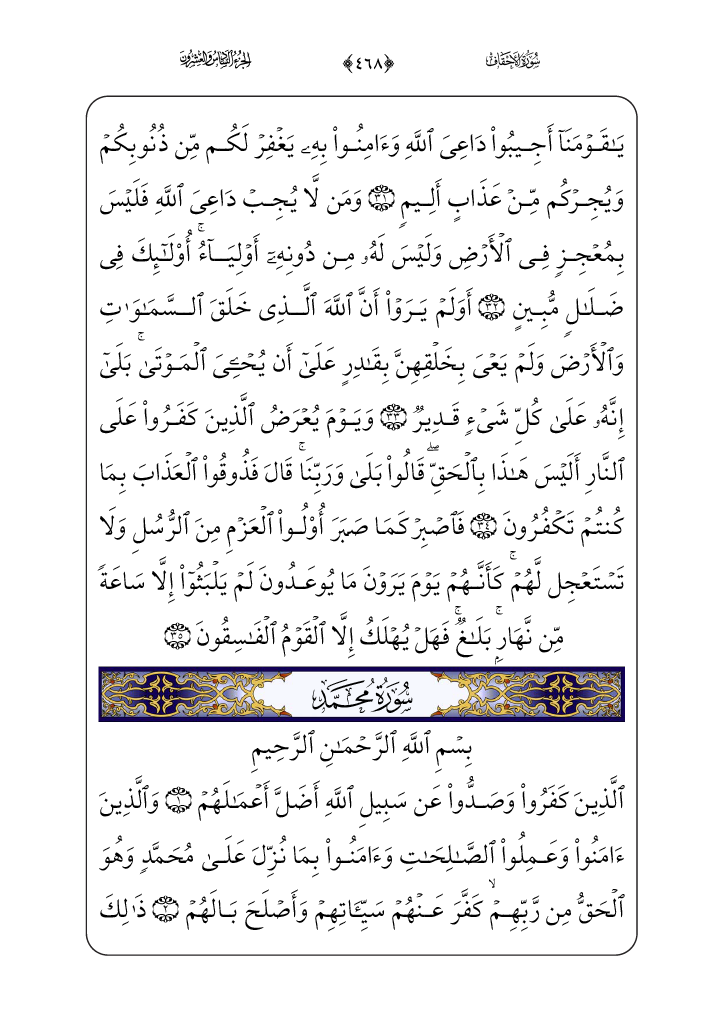 سُورَةُ الأَحْقَافِ ﴿٤٦٨﴾ الجُزْءُ السَّادِسُ وَالعِشْرُونَ
يَـٰقَوْمَنَآ أَجِيبُوا۟ دَاعِىَ ٱللَّهِ وَءَامِنُوا۟ بِهِۦ يَغْفِرْ لَكُم مِّن ذُنُوبِكُمْ
وَيُجِرْكُم مِّنْ عَذَابٍ أَلِيمٍ ٣١ وَمَن لَّا يُجِبْ دَاعِىَ ٱللَّهِ فَلَيْسَ
بِمُعْجِزٍ فِى ٱلْأَرْضِ وَلَيْسَ لَهُۥ مِن دُونِهِۦٓ أَوْلِيَآءُ ۚ أُو۟لَـٰٓئِكَ فِى
ضَلَـٰلٍ مُّبِينٍ ٣٢ أَوَلَمْ يَرَوْا۟ أَنَّ ٱللَّهَ ٱلَّذِى خَلَقَ ٱلسَّمَـٰوَٰتِ
وَٱلْأَرْضَ وَلَمْ يَعْىَ بِخَلْقِهِنَّ بِقَـٰدِرٍ عَلَىٰٓ أَن يُحْـِۧىَ ٱلْمَوْتَىٰ ۚ بَلَىٰٓ
إِنَّهُۥ عَلَىٰ كُلِّ شَىْءٍ قَدِيرٌ ٣٣ وَيَوْمَ يُعْرَضُ ٱلَّذِينَ كَفَرُوا۟ عَلَى
ٱلنَّارِ أَلَيْسَ هَـٰذَا بِٱلْحَقِّ ۖ قَالُوا۟ بَلَىٰ وَرَبِّنَا ۚ قَالَ فَذُوقُوا۟ ٱلْعَذَابَ بِمَا
كُنتُمْ تَكْفُرُونَ ٣٤ فَٱصْبِرْ كَمَا صَبَرَ أُو۟لُوا۟ ٱلْعَزْمِ مِنَ ٱلرُّسُلِ وَلَا
تَسْتَعْجِل لَّهُمْ ۚ كَأَنَّهُمْ يَوْمَ يَرَوْنَ مَا يُوعَدُونَ لَمْ يَلْبَثُوٓا۟ إِلَّا سَاعَةً
مِّن نَّهَارٍۭ ۚ بَلَـٰغٌ ۚ فَهَلْ يُهْلَكُ إِلَّا ٱلْقَوْمُ ٱلْفَـٰسِقُونَ ٣٥
سُورَةُ مُحَمَّدٍ
بِسْمِ ٱللَّهِ ٱلرَّحْمَـٰنِ ٱلرَّحِيمِ
ٱلَّذِينَ كَفَرُوا۟ وَصَدُّوا۟ عَن سَبِيلِ ٱللَّهِ أَضَلَّ أَعْمَـٰلَهُمْ ١ وَٱلَّذِينَ
ءَامَنُوا۟ وَعَمِلُوا۟ ٱلصَّـٰلِحَـٰتِ وَءَامَنُوا۟ بِمَا نُزِّلَ عَلَىٰ مُحَمَّدٍ وَهُوَ
ٱلْحَقُّ مِن رَّبِّهِمْ ۙ كَفَّرَ عَنْهُمْ سَيِّـَٔاتِهِمْ وَأَصْلَحَ بَالَهُمْ ٢ ذَٰلِكَ